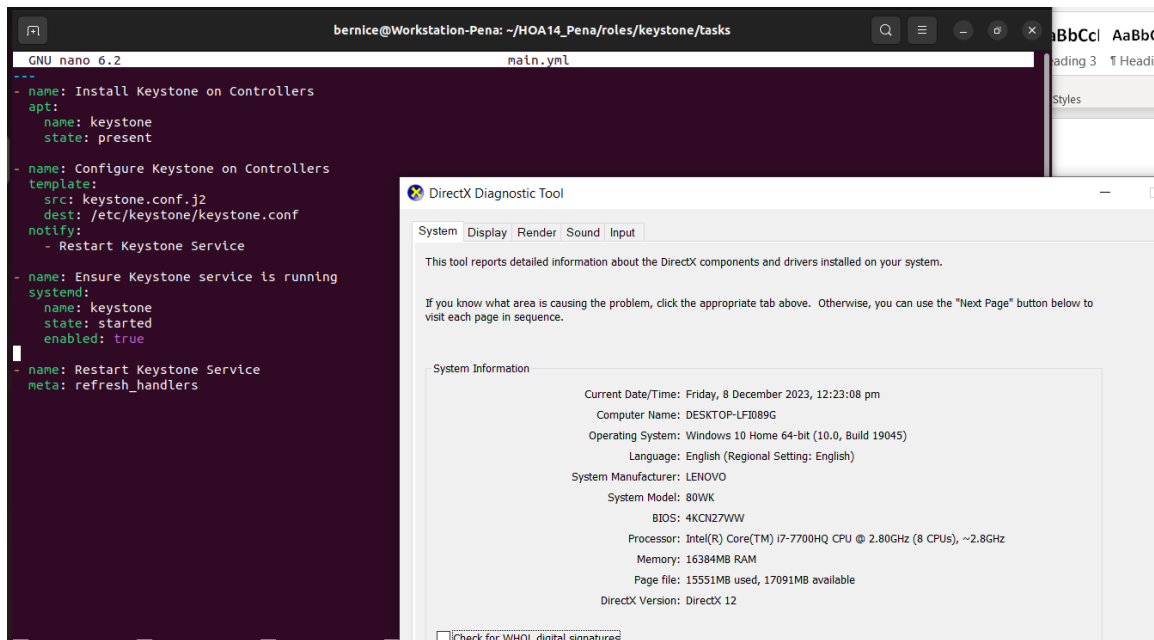 bernice@Workstation-Pena: ~/HOA14_Pena/roles/keystone/tasks
GNU nano 6.2 main.yml
---
- name: Install Keystone on Controllers
  apt:
    name: keystone
    state: present

- name: Configure Keystone on Controllers
  template:
    src: keystone.conf.j2
    dest: /etc/keystone/keystone.conf
  notify:
    - Restart Keystone Service

- name: Ensure Keystone service is running
  systemd:
    name: keystone
    state: started
    enabled: true

- name: Restart Keystone Service
  meta: refresh_handlers
aBbCcI AaBbC
eading 3 ¶ Headi
Styles
DirectX Diagnostic Tool
System Display Render Sound Input
This tool reports detailed information about the DirectX components and drivers installed on your system.
If you know what area is causing the problem, click the appropriate tab above.  Otherwise, you can use the "Next Page" button below to
visit each page in sequence.
System Information
Current Date/Time: Friday, 8 December 2023, 12:23:08 pm
Computer Name: DESKTOP-LFI089G
Operating System: Windows 10 Home 64-bit (10.0, Build 19045)
Language: English (Regional Setting: English)
System Manufacturer: LENOVO
System Model: 80WK
BIOS: 4KCN27WW
Processor: Intel(R) Core(TM) i7-7700HQ CPU @ 2.80GHz (8 CPUs), ~2.8GHz
Memory: 16384MB RAM
Page file: 15551MB used, 17091MB available
DirectX Version: DirectX 12
Check for WHQL digital signatures